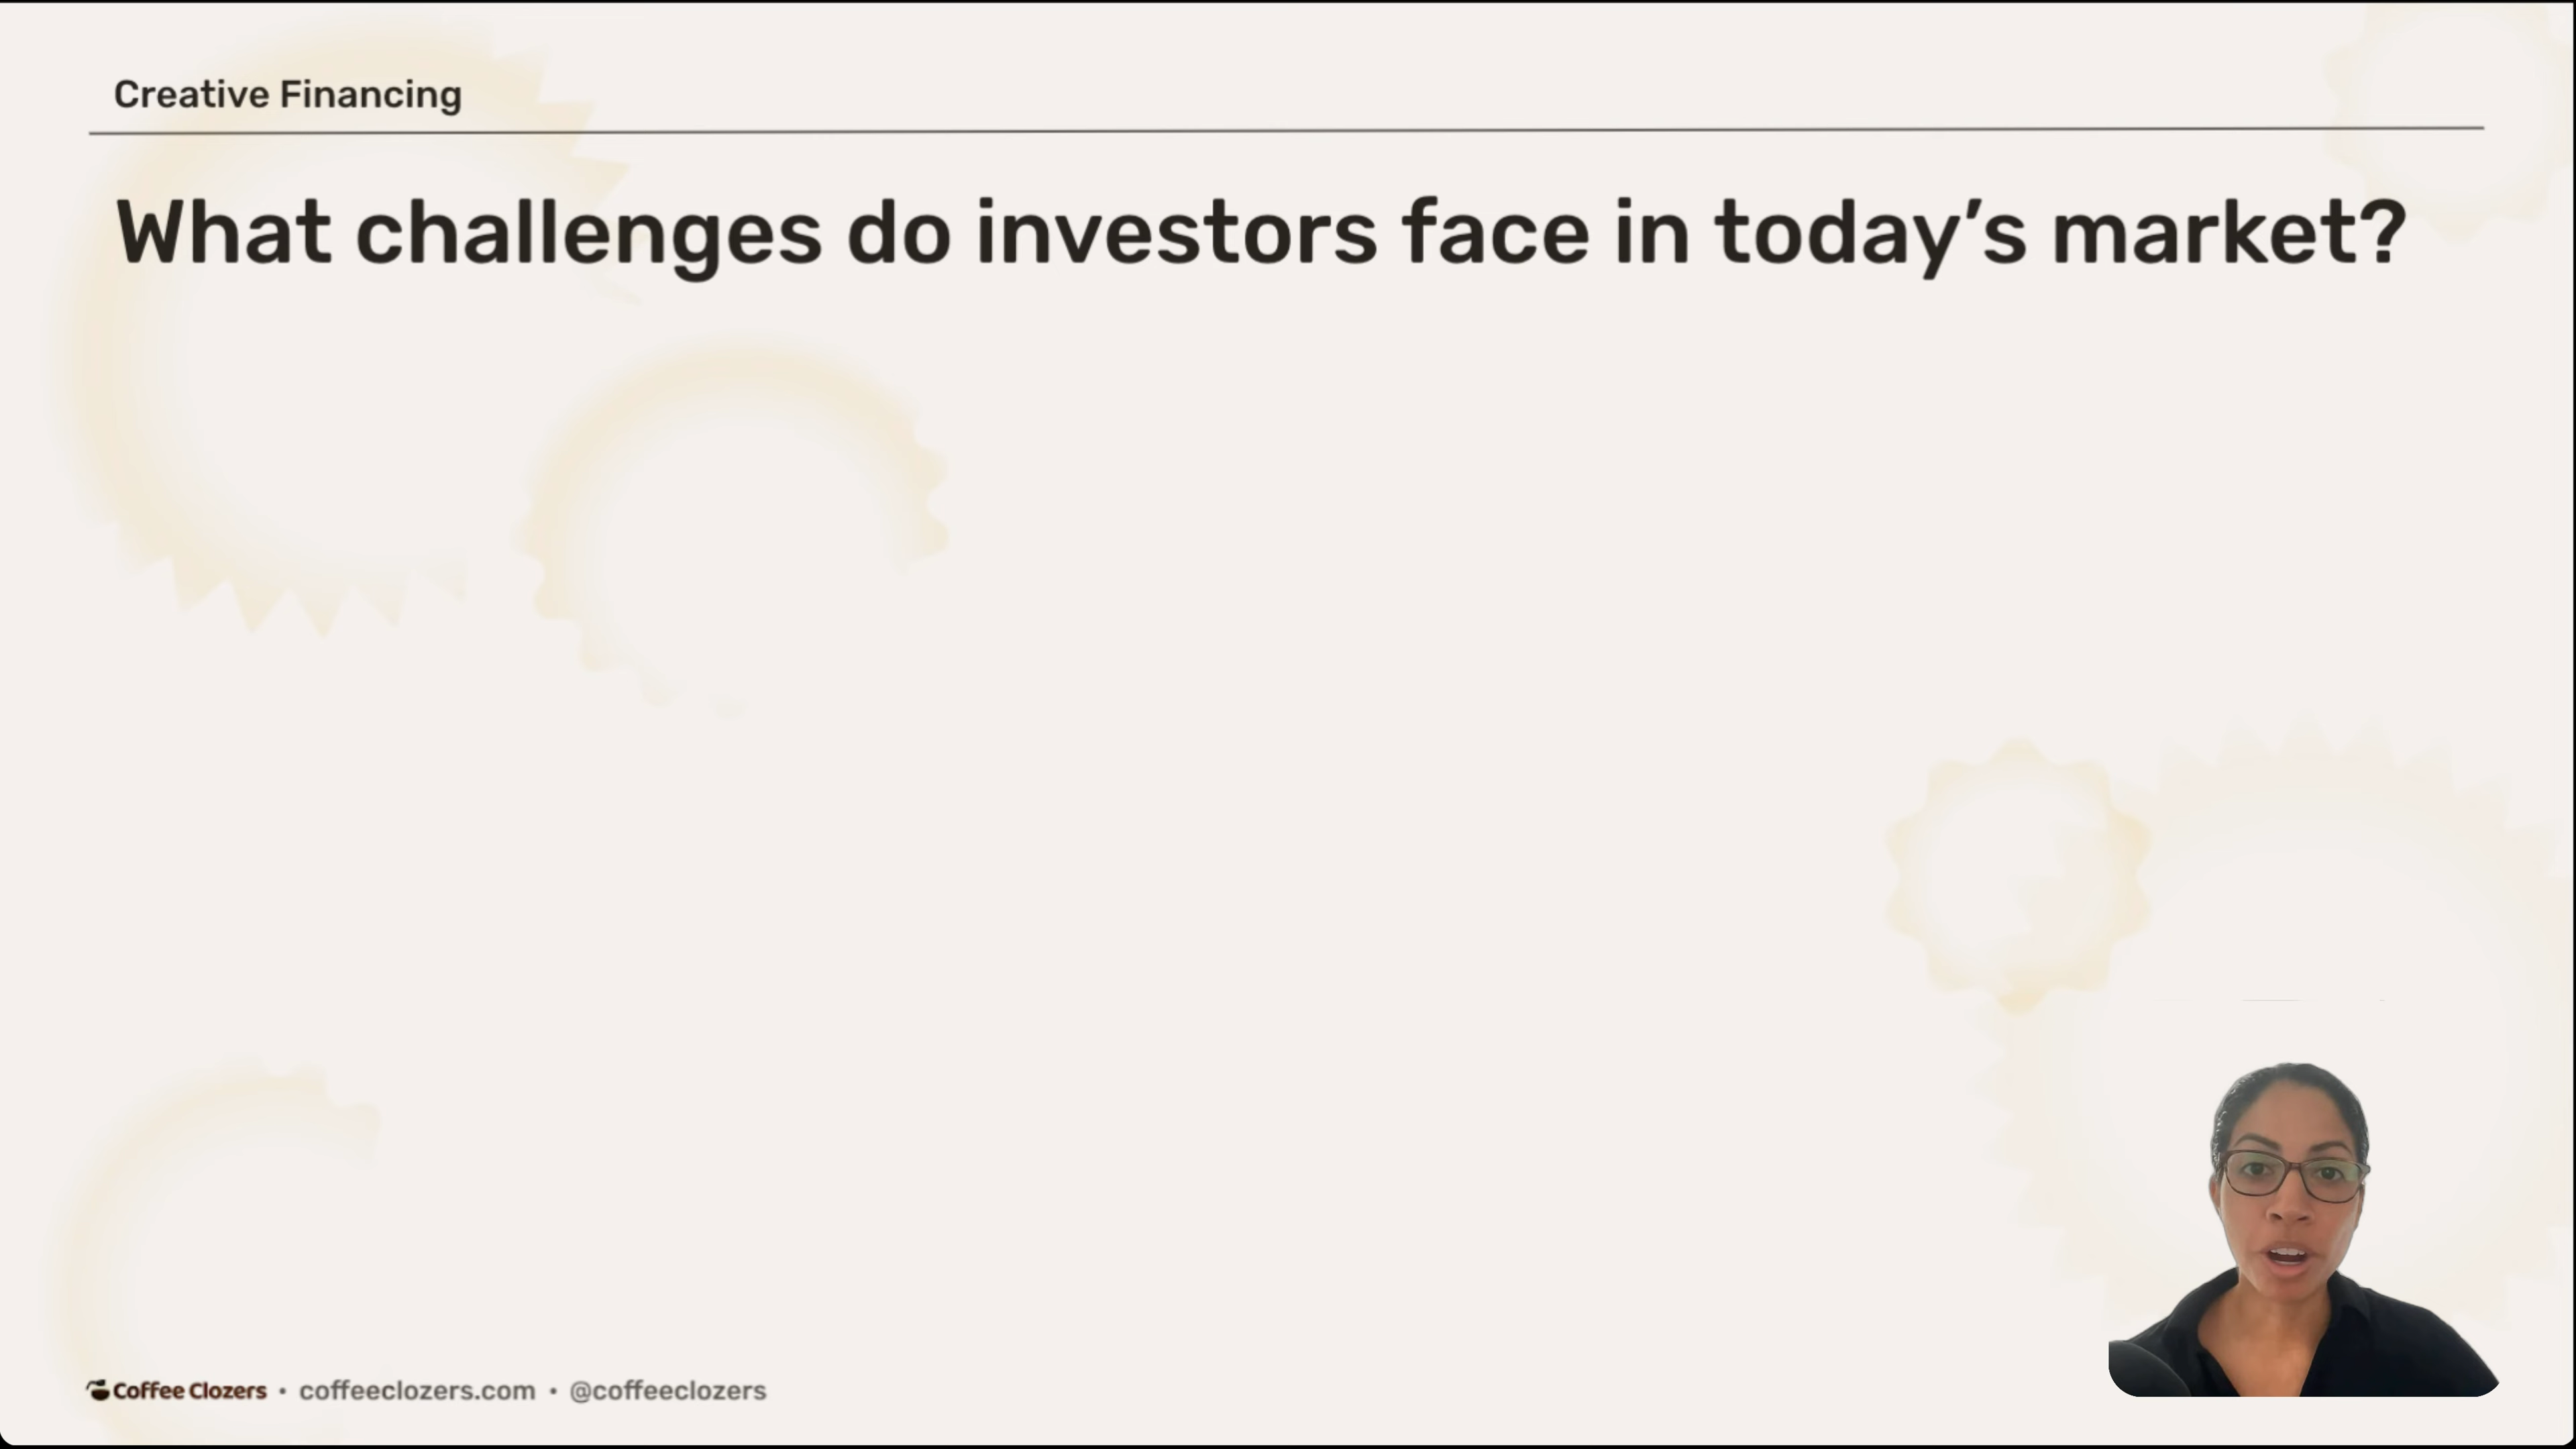 Creative Financing
What challenges do investors face in today’s market?
Coffee Clozers • coffeeclozers.com • @coffeeclozers